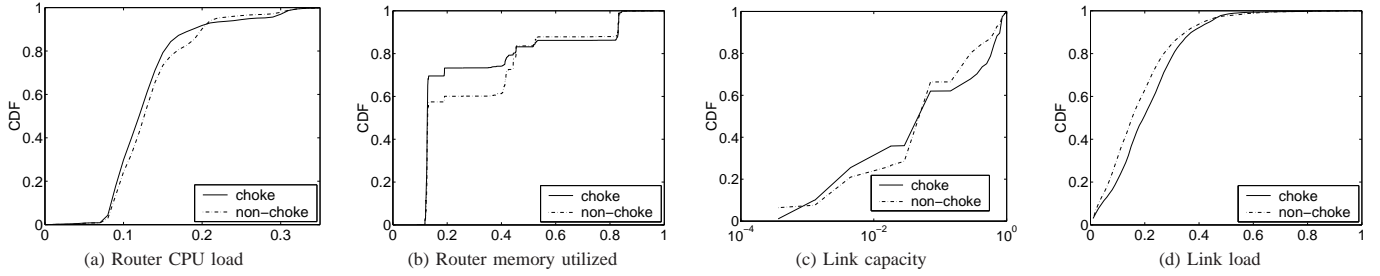 CDF
1
0.8
0.6
0.4
0.2
0
0
0.1
0.2
0.3
choke
non−choke
(a) Router CPU load
CDF
1
0.8
0.6
0.4
0.2
0
0
0.2
0.4
0.6
0.8
1
choke
non−choke
(b) Router memory utilized
CDF
1
0.8
0.6
0.4
0.2
0
10−4
10−2
100
choke
non−choke
(c) Link capacity
CDF
1
0.8
0.6
0.4
0.2
0
0
0.2
0.4
0.6
0.8
1
choke
non−choke
(d) Link load